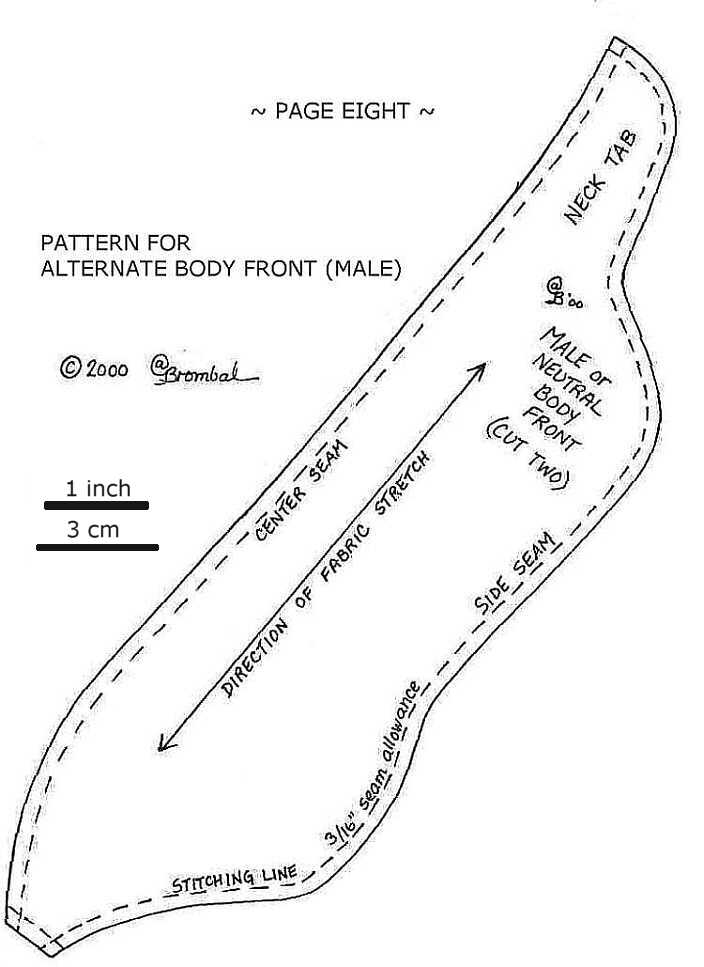 ~ PAGE EIGHT ~
NECK TAB
PATTERN FOR
ALTERNATE BODY FRONT (MALE)
@B'00
MALE or
NEUTRAL
BODY
FRONT
(CUT TWO)
© 2000 @Brombal
CENTER SEAM
DIRECTION OF FABRIC STRETCH
1 inch
3 cm
SIDE SEAM
3/16" seam allowance
STITCHING LINE